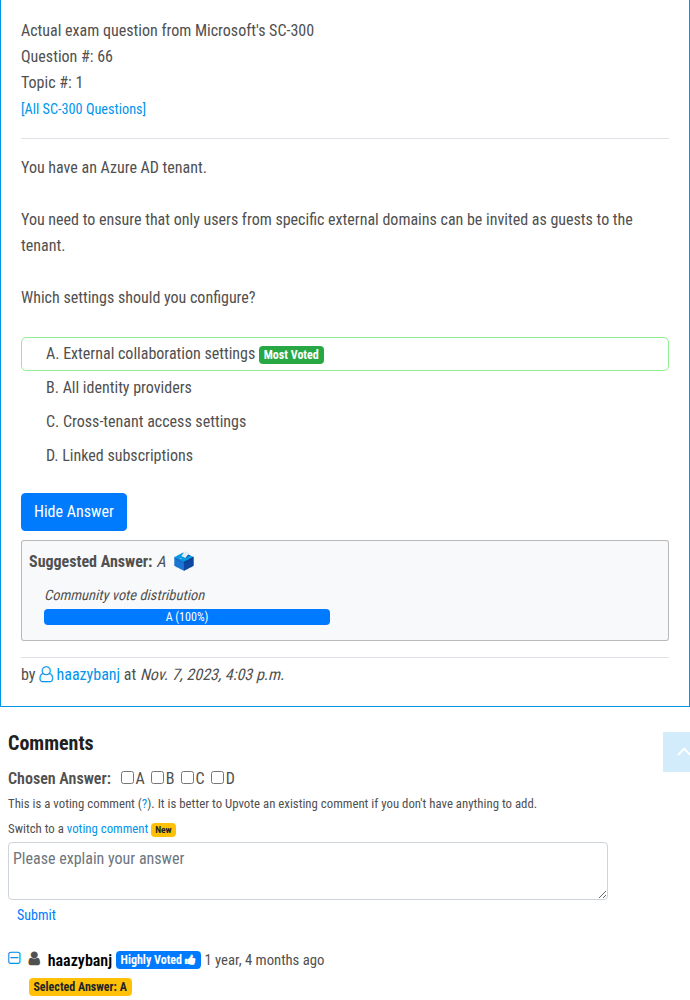 Actual exam question from Microsoft's SC-300
Question #: 66
Topic #: 1
[All SC-300 Questions]
You have an Azure AD tenant.
You need to ensure that only users from specific external domains can be invited as guests to the
tenant.
Which settings should you configure?
A. External collaboration settings Most Voted
B. All identity providers
C. Cross-tenant access settings
D. Linked subscriptions
Hide Answer
Suggested Answer: A
Community vote distribution
A (100%)
by haazybanj at Nov. 7, 2023, 4:03 p.m.
Comments
Chosen Answer: A B C D
This is a voting comment (?). It is better to Upvote an existing comment if you don't have anything to add.
Switch to a voting comment New
Please explain your answer
Submit
haazybanj Highly Voted 1 year, 4 months ago
Selected Answer: A